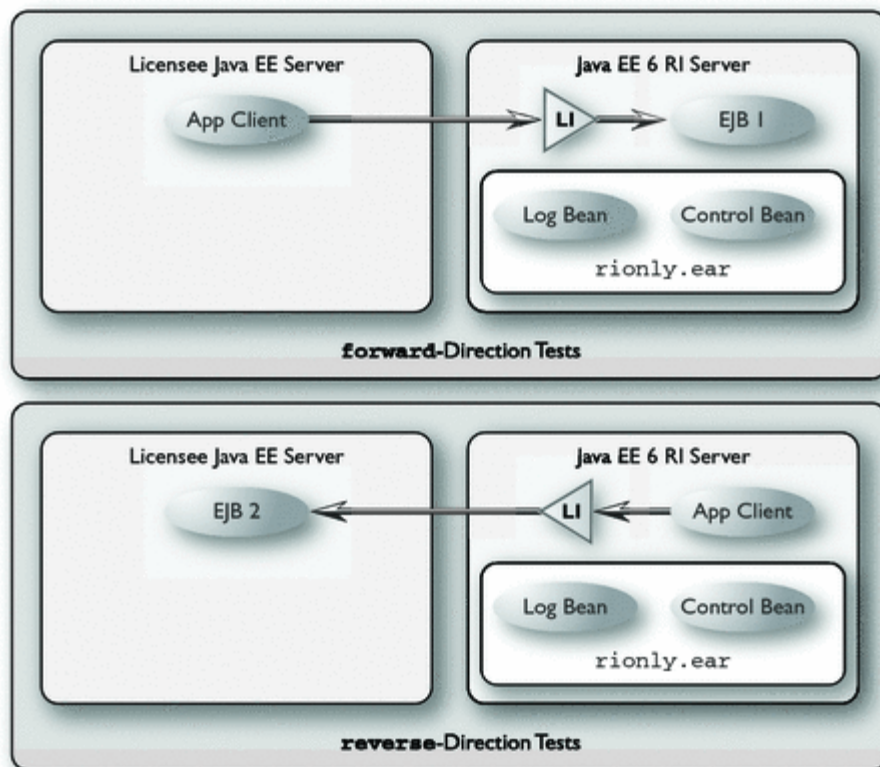 Licensee Java EE Server
Java EE 6 RI Server
App Client
LI
EJB 1
Log Bean
Control Bean
rionly.ear
forward-Direction Tests
Licensee Java EE Server
Java EE 6 RI Server
EJB 2
LI
App Client
Log Bean
Control Bean
rionly.ear
reverse-Direction Tests